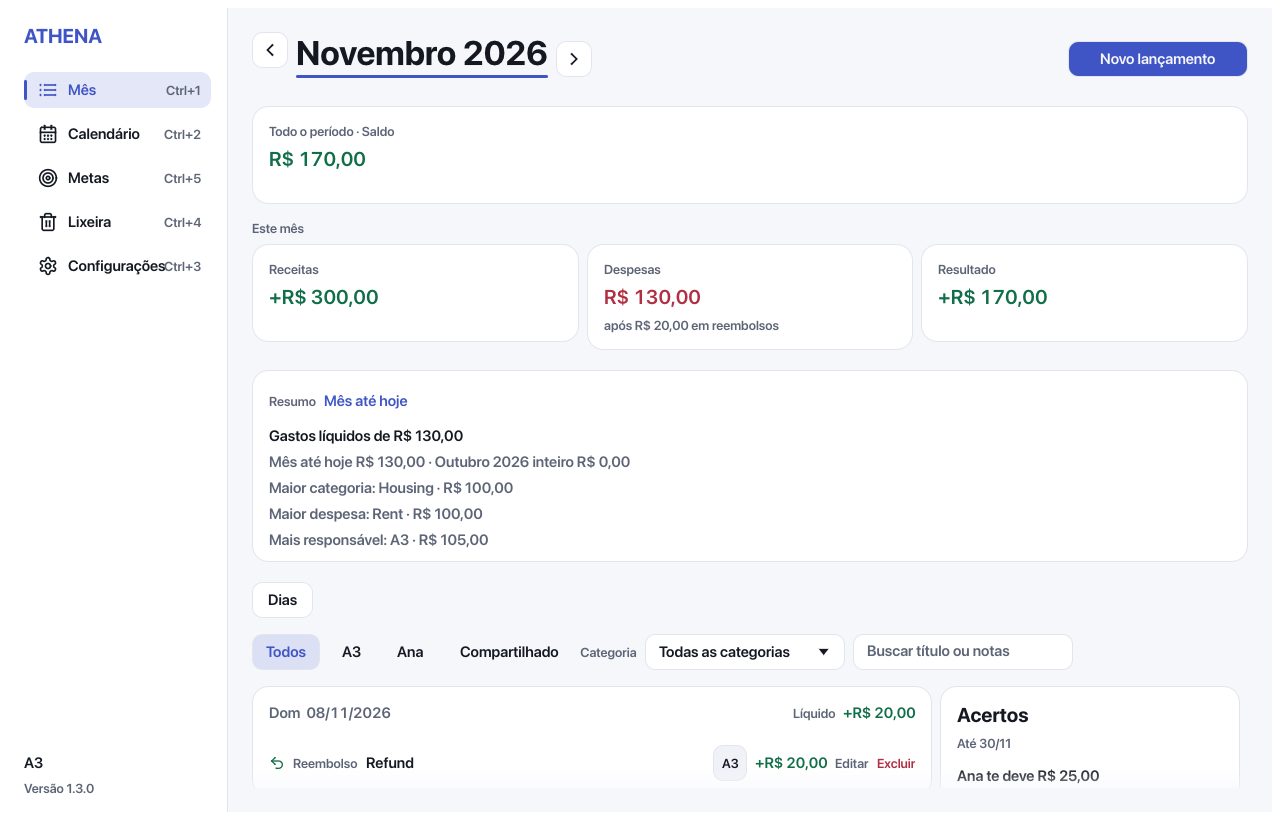 ATHENA
Mês Ctrl+1
Calendário Ctrl+2
Metas Ctrl+5
Lixeira Ctrl+4
Configurações Ctrl+3
A3
Versão 1.3.0
Novembro 2026
Novo lançamento
Todo o período · Saldo
R$ 170,00
Este mês
Receitas
+R$ 300,00
Despesas
R$ 130,00
após R$ 20,00 em reembolsos
Resultado
+R$ 170,00
Resumo Mês até hoje
Gastos líquidos de R$ 130,00
Mês até hoje R$ 130,00 · Outubro 2026 inteiro R$ 0,00
Maior categoria: Housing · R$ 100,00
Maior despesa: Rent · R$ 100,00
Mais responsável: A3 · R$ 105,00
Dias
Todos A3 Ana Compartilhado Categoria Todas as categorias Buscar título ou notas
Dom 08/11/2026 Líquido +R$ 20,00
Reembolso Refund A3 +R$ 20,00 Editar Excluir
Acertos
Até 30/11
Ana te deve R$ 25,00